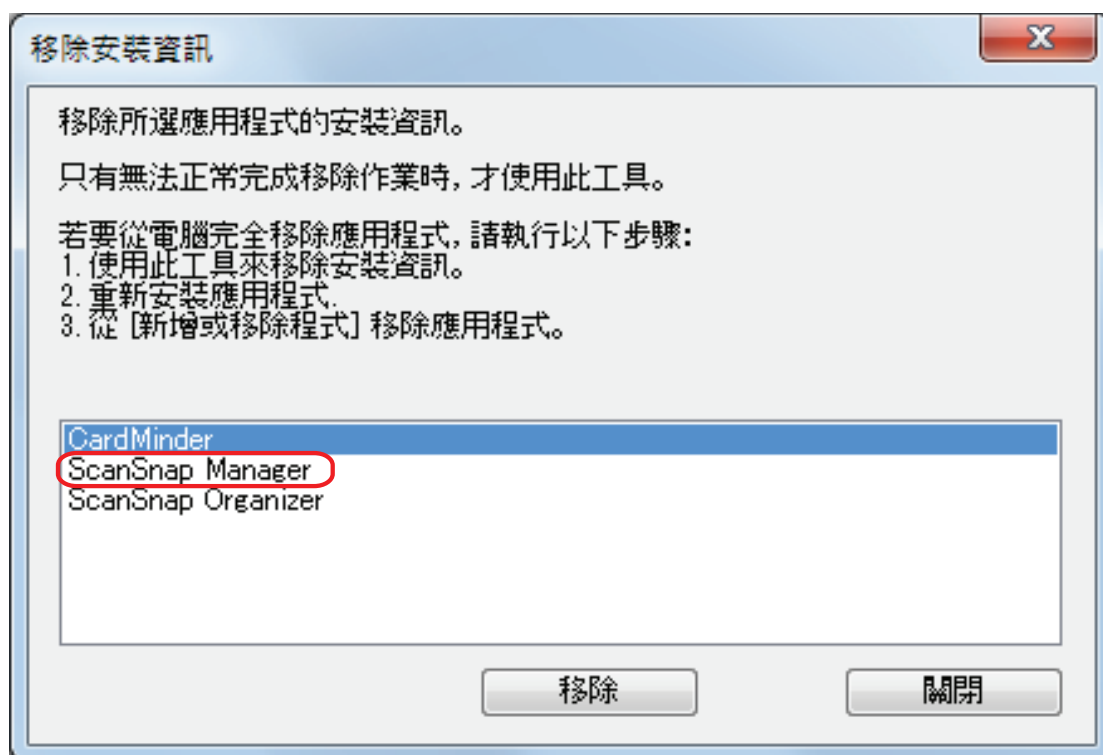 移除安裝資訊
移除所選應用程式的安裝資訊。
只有無法正常完成移除作業時,才使用此工具。
若要從電腦完全移除應用程式,請執行以下步驟:
1. 使用此工具來移除安裝資訊。
2. 重新安裝應用程式.
3. 從 [新增或移除程式] 移除應用程式。
CardMinder
ScanSnap Manager
ScanSnap Organizer
移除
關閉